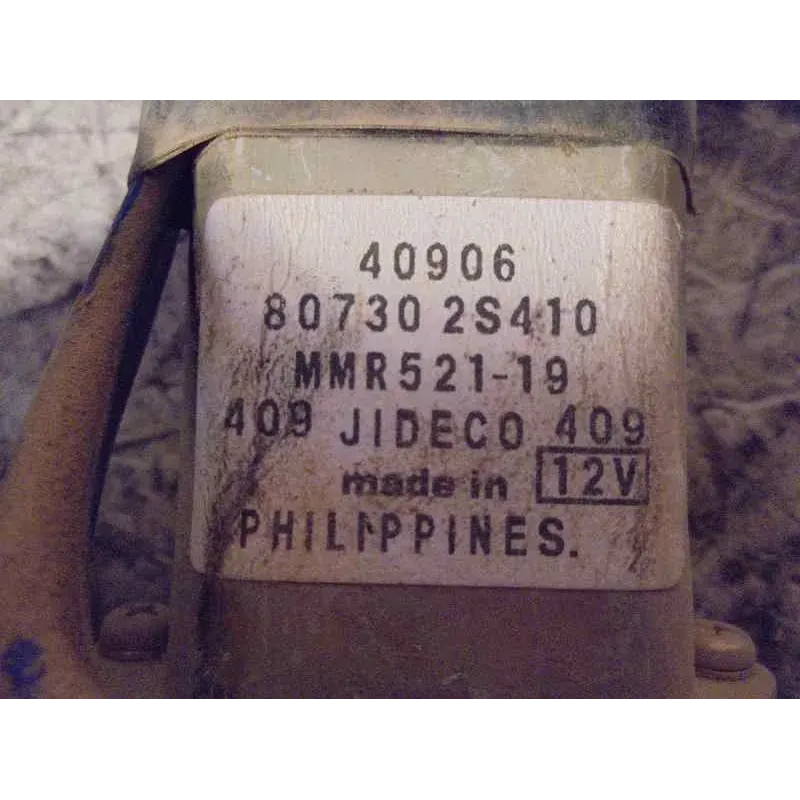 40906
80730 2S410
MMR521-19
409 JIDECO 409
made in 12V
PHILIPPINES.